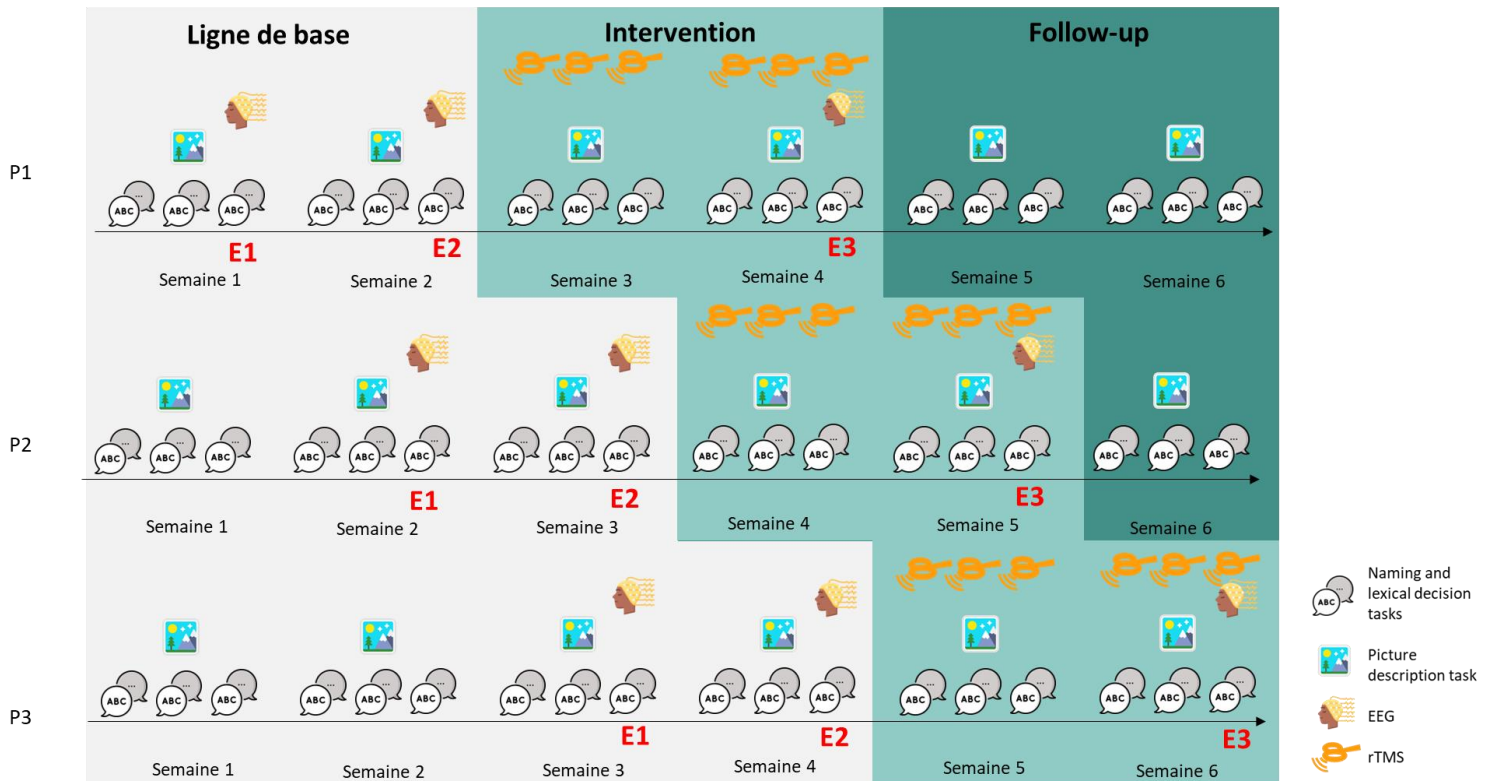 Ligne de base
Intervention
Follow-up
P1
ABC ... ABC ... ABC ...
ABC ... ABC ... ABC ...
ABC ... ABC ... ABC ...
ABC ... ABC ... ABC ...
ABC ... ABC ... ABC ...
ABC ... ABC ... ABC ...
E1
E2
E3
Semaine 1
Semaine 2
Semaine 3
Semaine 4
Semaine 5
Semaine 6
P2
ABC ... ABC ... ABC ...
ABC ... ABC ... ABC ...
ABC ... ABC ... ABC ...
ABC ... ABC ... ABC ...
ABC ... ABC ... ABC ...
ABC ... ABC ... ABC ...
E1
E2
E3
Semaine 1
Semaine 2
Semaine 3
Semaine 4
Semaine 5
Semaine 6
P3
ABC ... ABC ... ABC ...
ABC ... ABC ... ABC ...
ABC ... ABC ... ABC ...
ABC ... ABC ... ABC ...
ABC ... ABC ... ABC ...
ABC ... ABC ... ABC ...
E1
E2
E3
Semaine 1
Semaine 2
Semaine 3
Semaine 4
Semaine 5
Semaine 6
ABC ...
Naming and
lexical decision
tasks
Picture
description task
EEG
rTMS